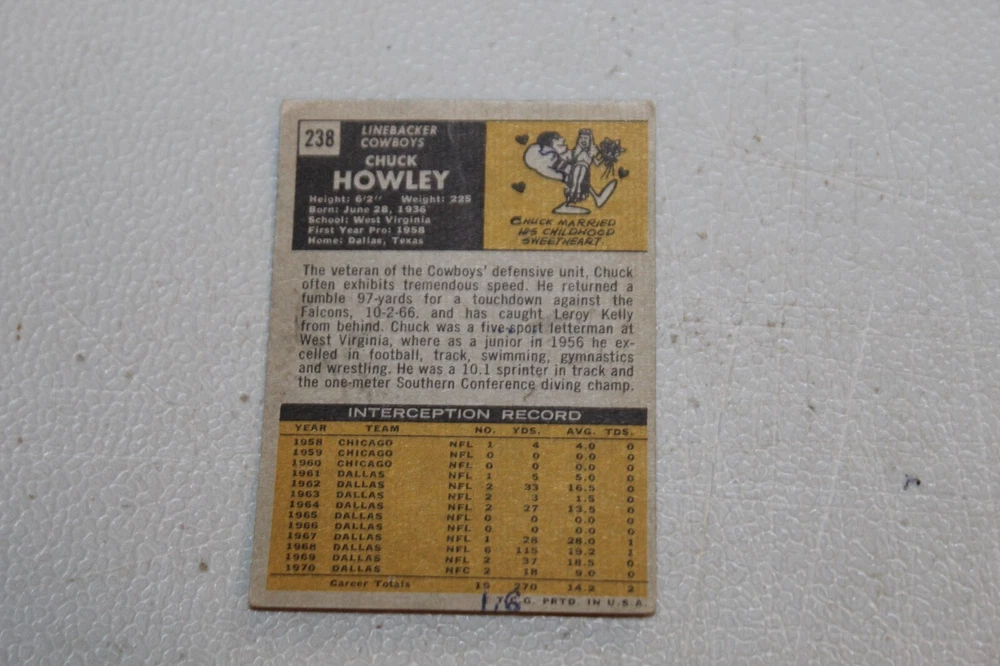 238
LINEBACKER
COWBOYS
CHUCK
HOWLEY
Height: 6'2" Weight: 225
Born: June 28, 1936
School: West Virginia
First Year Pro: 1958
Home: Dallas, Texas
CHUCK MARRIED
HIS CHILDHOOD
SWEETHEART.
The veteran of the Cowboys' defensive unit, Chuck
often exhibits tremendous speed. He returned a
fumble 97-yards for a touchdown against the
Falcons, 10-2-66. and has caught Leroy Kelly
from behind. Chuck was a five-sport letterman at
West Virginia, where as a junior in 1956 he ex-
celled in football, track, swimming, gymnastics
and wrestling. He was a 10.1 sprinter in track and
the one-meter Southern Conference diving champ.
INTERCEPTION RECORD
YEAR TEAM NO. YDS. AVG. TDS.
1958 CHICAGO NFL 1 4 4.0 0
1959 CHICAGO NFL 0 0 0.0 0
1960 CHICAGO NFL 0 0 0.0 0
1961 DALLAS NFL 1 5 5.0 0
1962 DALLAS NFL 2 33 16.5 0
1963 DALLAS NFL 2 3 1.5 0
1964 DALLAS NFL 2 27 13.5 0
1965 DALLAS NFL 0 0 0.0 0
1966 DALLAS NFL 0 0 0.0 0
1967 DALLAS NFL 1 28 28.0 1
1968 DALLAS NFL 6 115 19.2 1
1969 DALLAS NFL 2 37 18.5 0
1970 DALLAS NFC 2 18 9.0 0
Career Totals 270 14.2 2
G. PRTD. IN U.S.A.